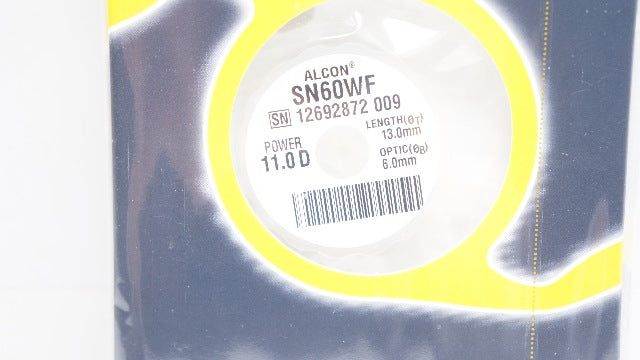 ALCON®
SN60WF
SN 12692872 009
LENGTH(ØT)
13.0mm
POWER
11.0 D
OPTIC(ØB)
6.0mm